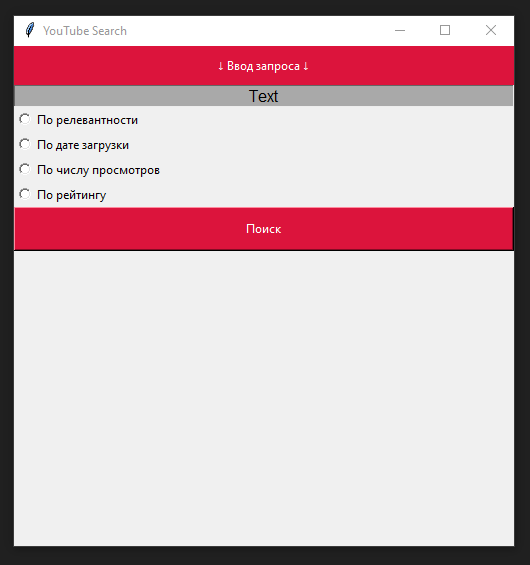 YouTube Search
↓ Ввод запроса ↓
Text
По релевантности
По дате загрузки
По числу просмотров
По рейтингу
Поиск